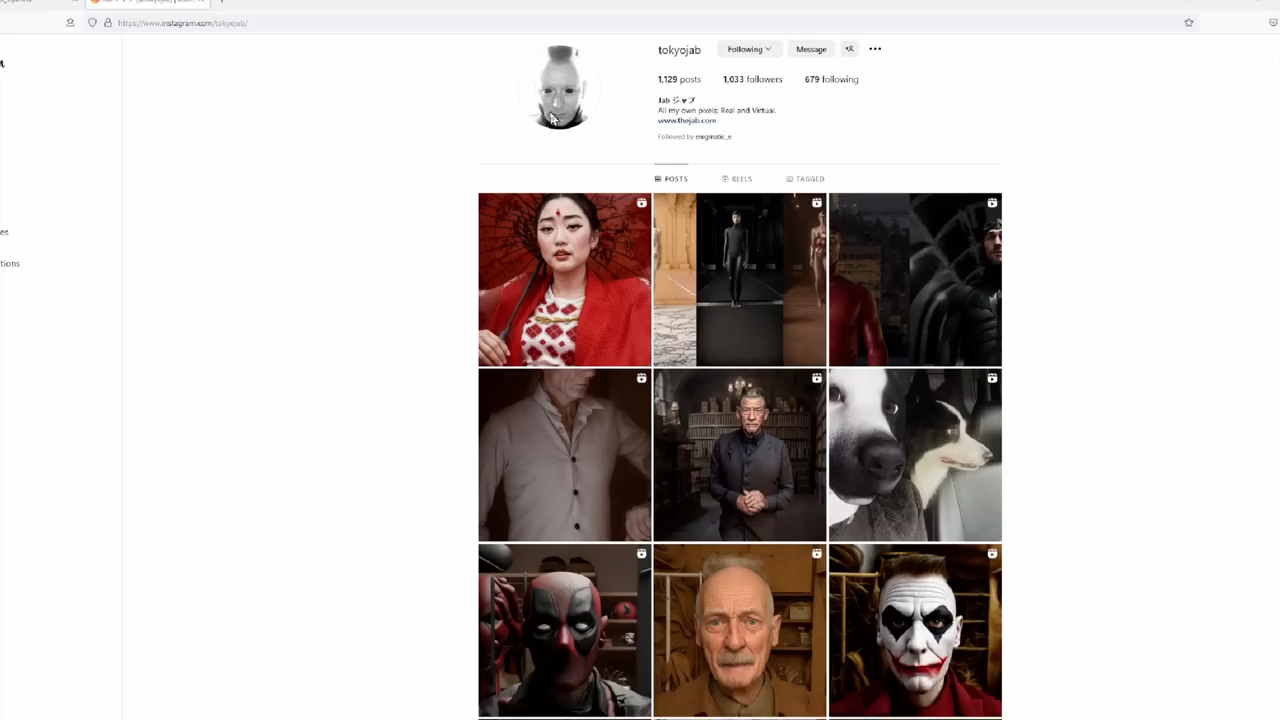 https://www.instagram.com/tokyojab/
tokyojab
Following
Message
1,129 posts
1,033 followers
679 following
Jab ジャブ
All my own pixels: Real and Virtual.
www.thejab.com
Followed by enigmatic_e
POSTS
REELS
TAGGED
es
tions